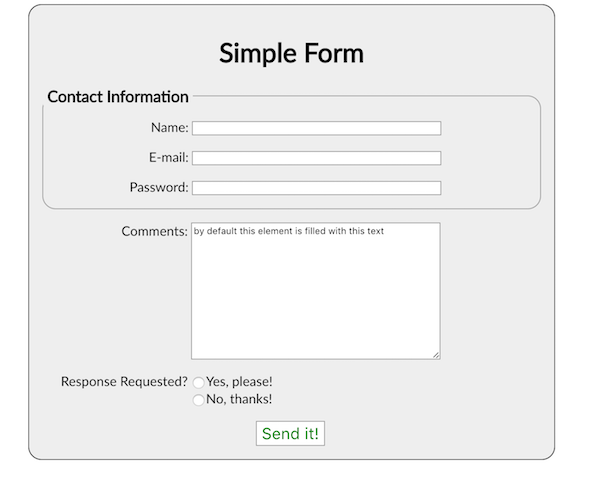 Simple Form
Contact Information
Name:
E-mail:
Password:
Comments: by default this element is filled with this text
Response Requested? Yes, please!
No, thanks!
Send it!